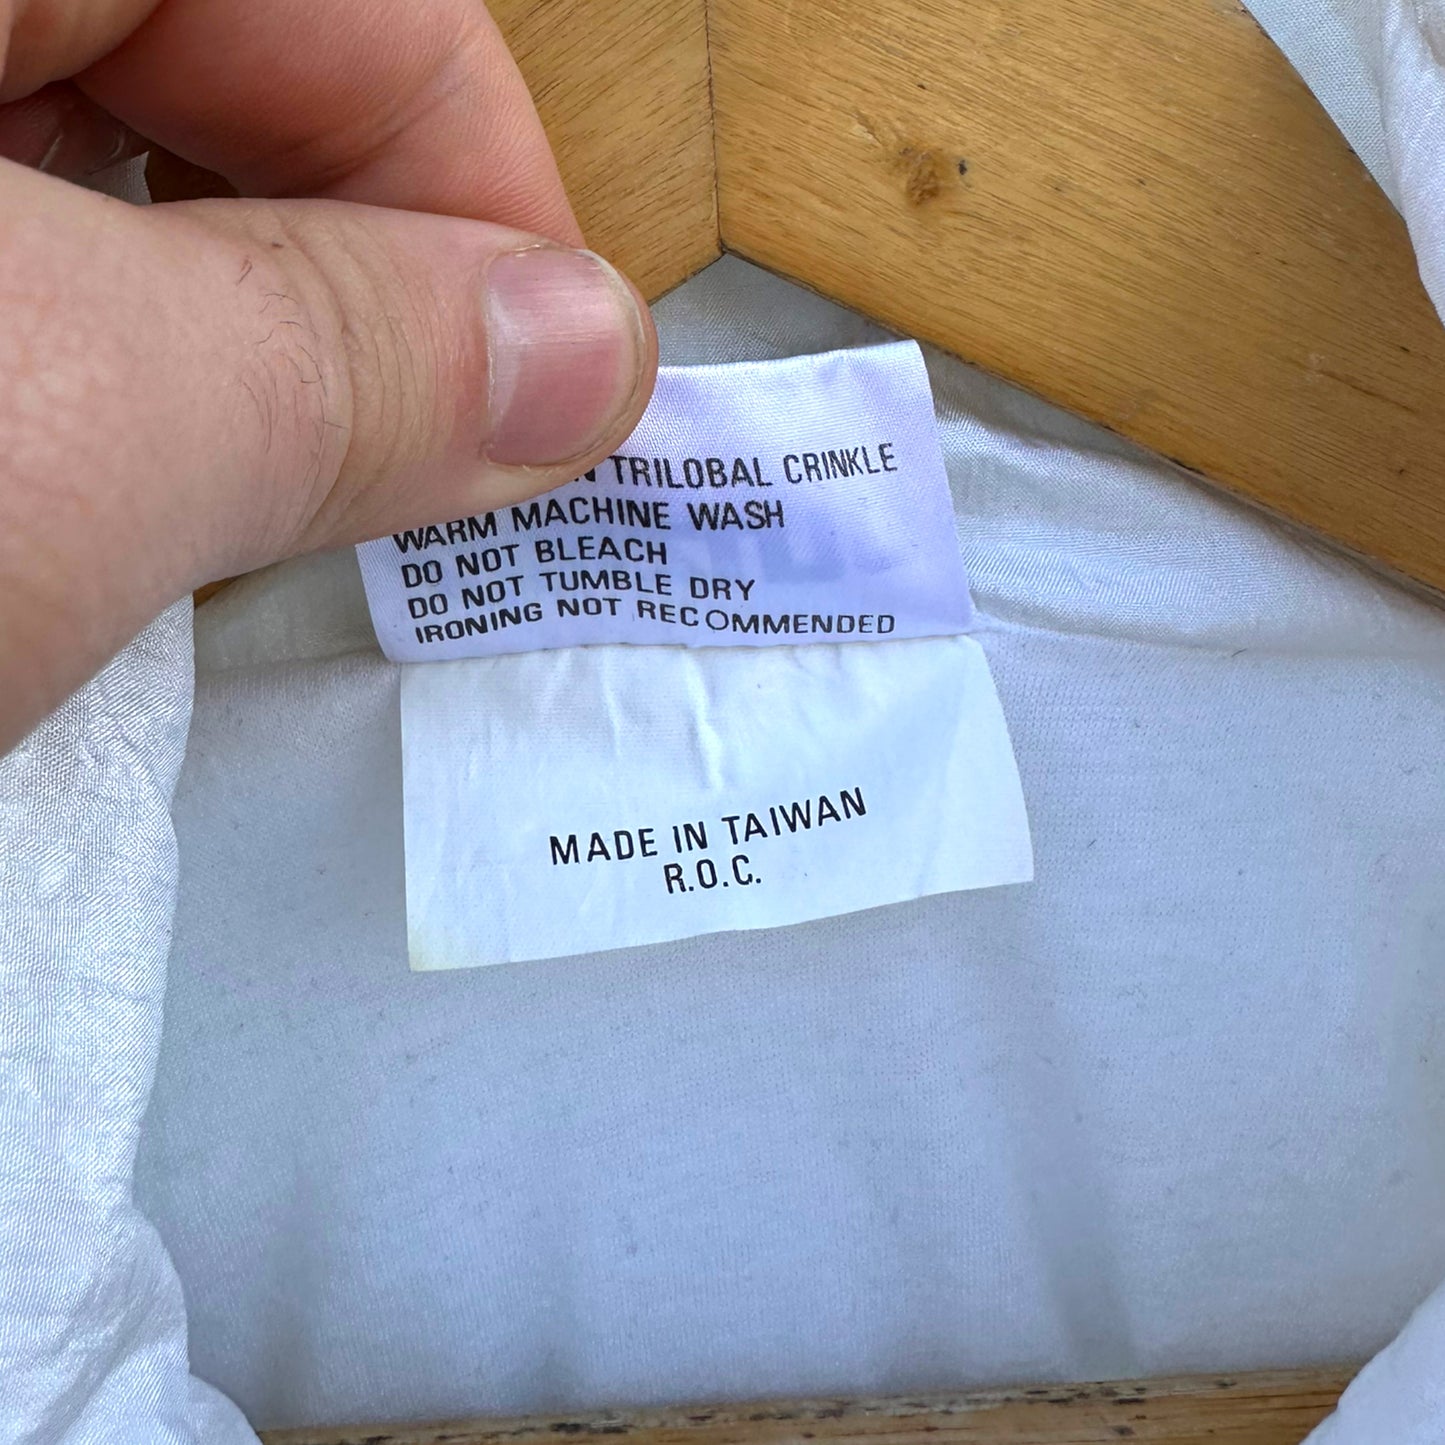 TRILOBAL CRINKLE
WARM MACHINE WASH
DO NOT BLEACH
DO NOT TUMBLE DRY
IRONING NOT RECOMMENDED
MADE IN TAIWAN
R.O.C.